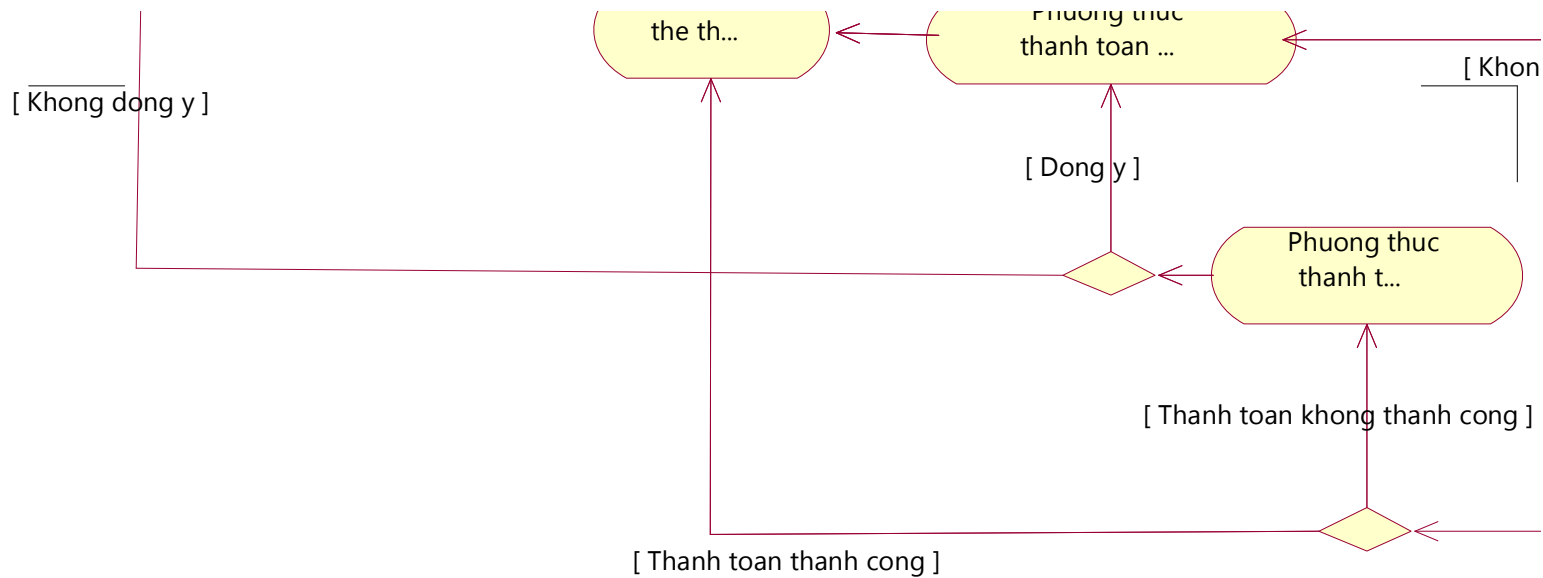 Phuong thuc
the th...
thanh toan ...
[ Khon
[ Khong dong y ]
[ Dong y ]
Phuong thuc
thanh t...
[ Thanh toan khong thanh cong ]
[ Thanh toan thanh cong ]